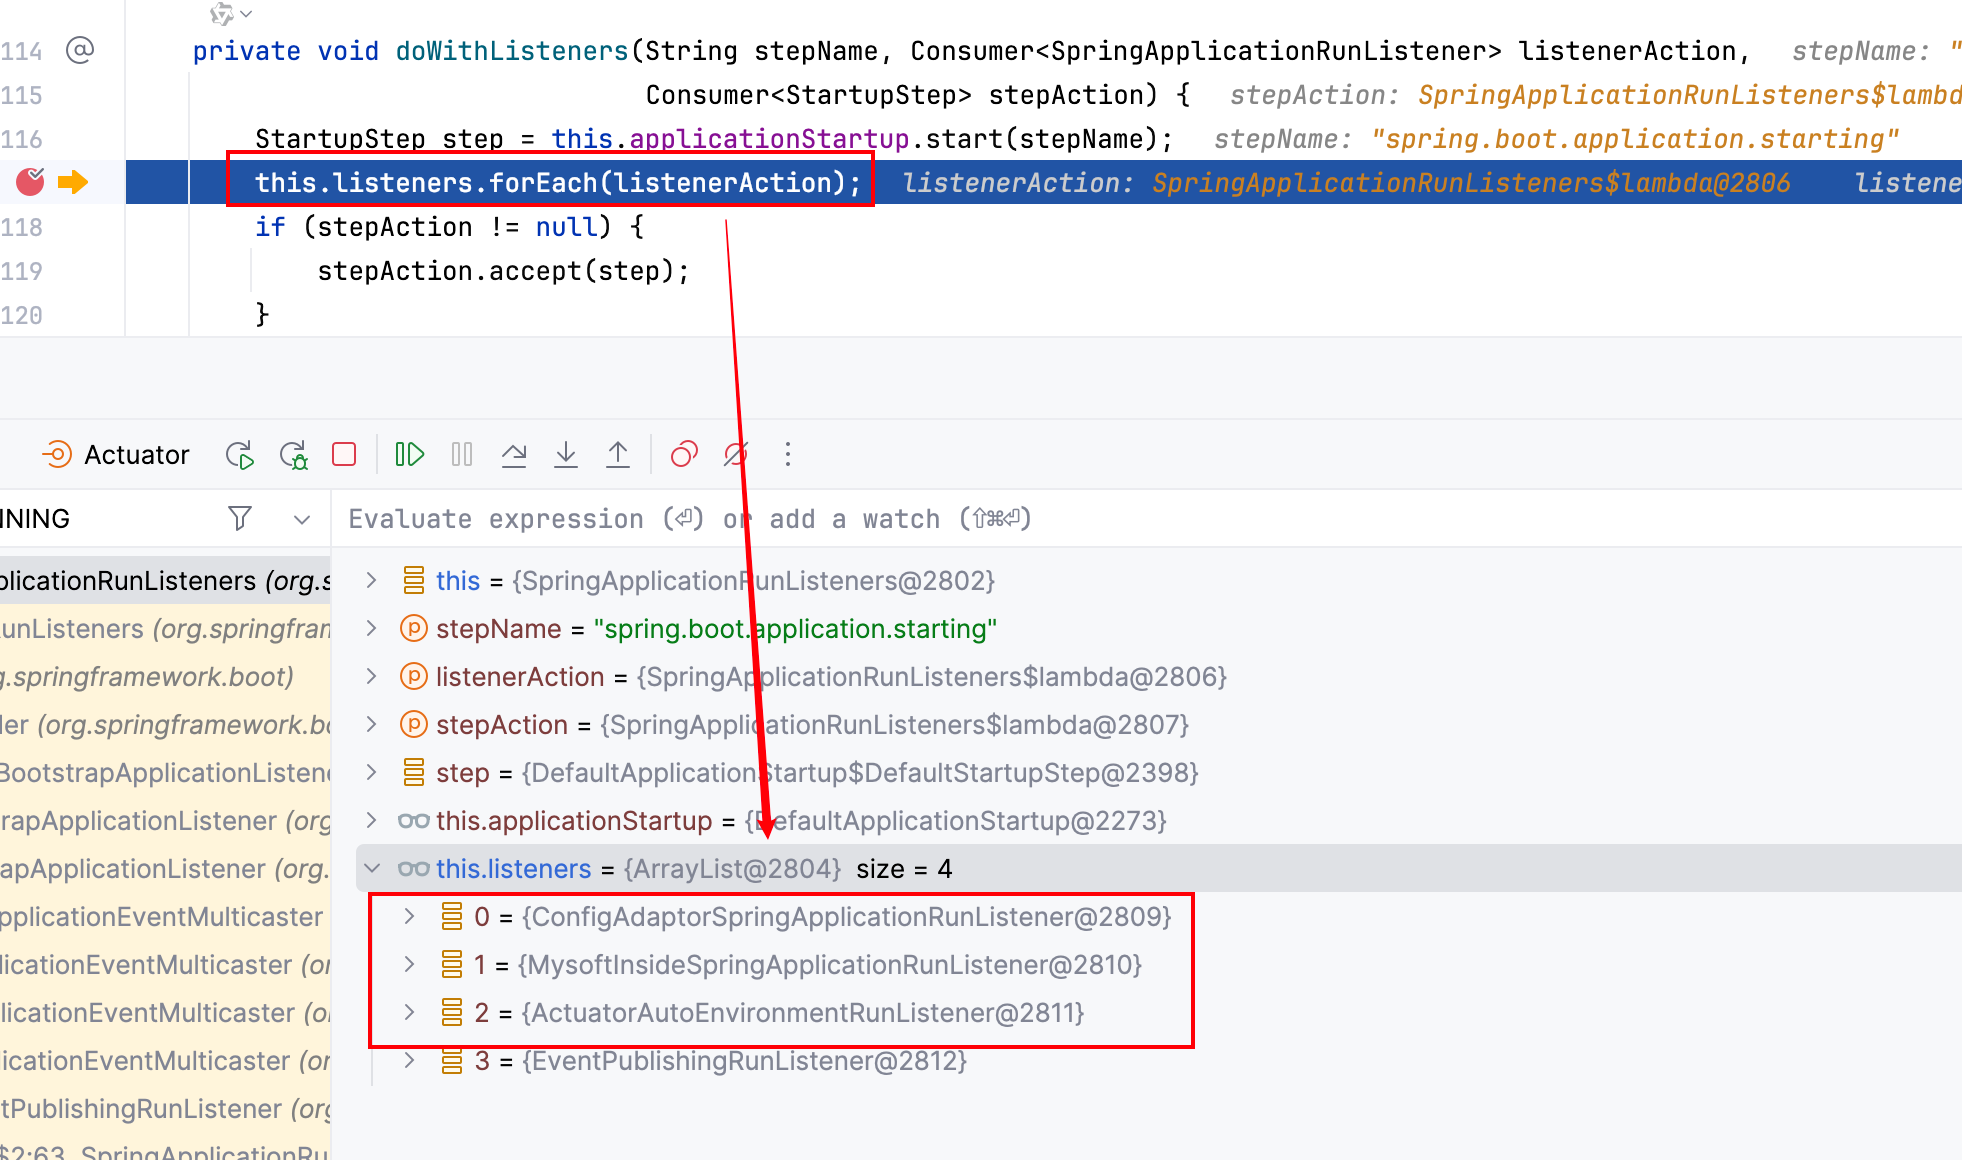 114 @ private void doWithListeners(String stepName, Consumer<SpringApplicationRunListener> listenerAction, stepName: "
115 Consumer<StartupStep> stepAction) { stepAction: SpringApplicationRunListeners$lambd
116 StartupStep step = this.applicationStartup.start(stepName); stepName: "spring.boot.application.starting"
this.listeners.forEach(listenerAction); listenerAction: SpringApplicationRunListeners$lambda@2806 listene
118 if (stepAction != null) {
119 stepAction.accept(step);
120 }
Actuator
NNING
Evaluate expression (⏎) or add a watch (⇧⌘⏎)
plicationRunListeners (org.s
unListeners (org.springfram
g.springframework.boot)
ler (org.springframework.bo
BootstrapApplicationListene
rapApplicationListener (org
apApplicationListener (org.
pplicationEventMulticaster
licationEventMulticaster (or
licationEventMulticaster (or
licationEventMulticaster (or
tPublishingRunListener (org
$2:63, SpringApplicationRu
this = {SpringApplicationRunListeners@2802}
stepName = "spring.boot.application.starting"
listenerAction = {SpringApplicationRunListeners$lambda@2806}
stepAction = {SpringApplicationRunListeners$lambda@2807}
step = {DefaultApplicationStartup$DefaultStartupStep@2398}
this.applicationStartup = {DefaultApplicationStartup@2273}
this.listeners = {ArrayList@2804} size = 4
0 = {ConfigAdaptorSpringApplicationRunListener@2809}
1 = {MysoftInsideSpringApplicationRunListener@2810}
2 = {ActuatorAutoEnvironmentRunListener@2811}
3 = {EventPublishingRunListener@2812}